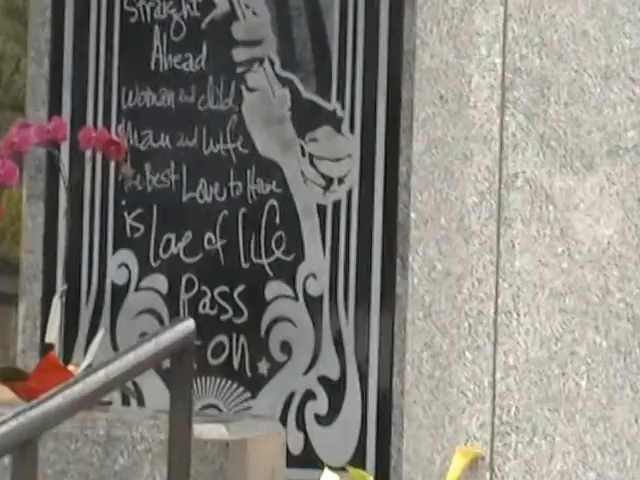 Straight
Ahead
woman and child
Man and wife
the Best Love to Have
is Love of Life
Pass
on